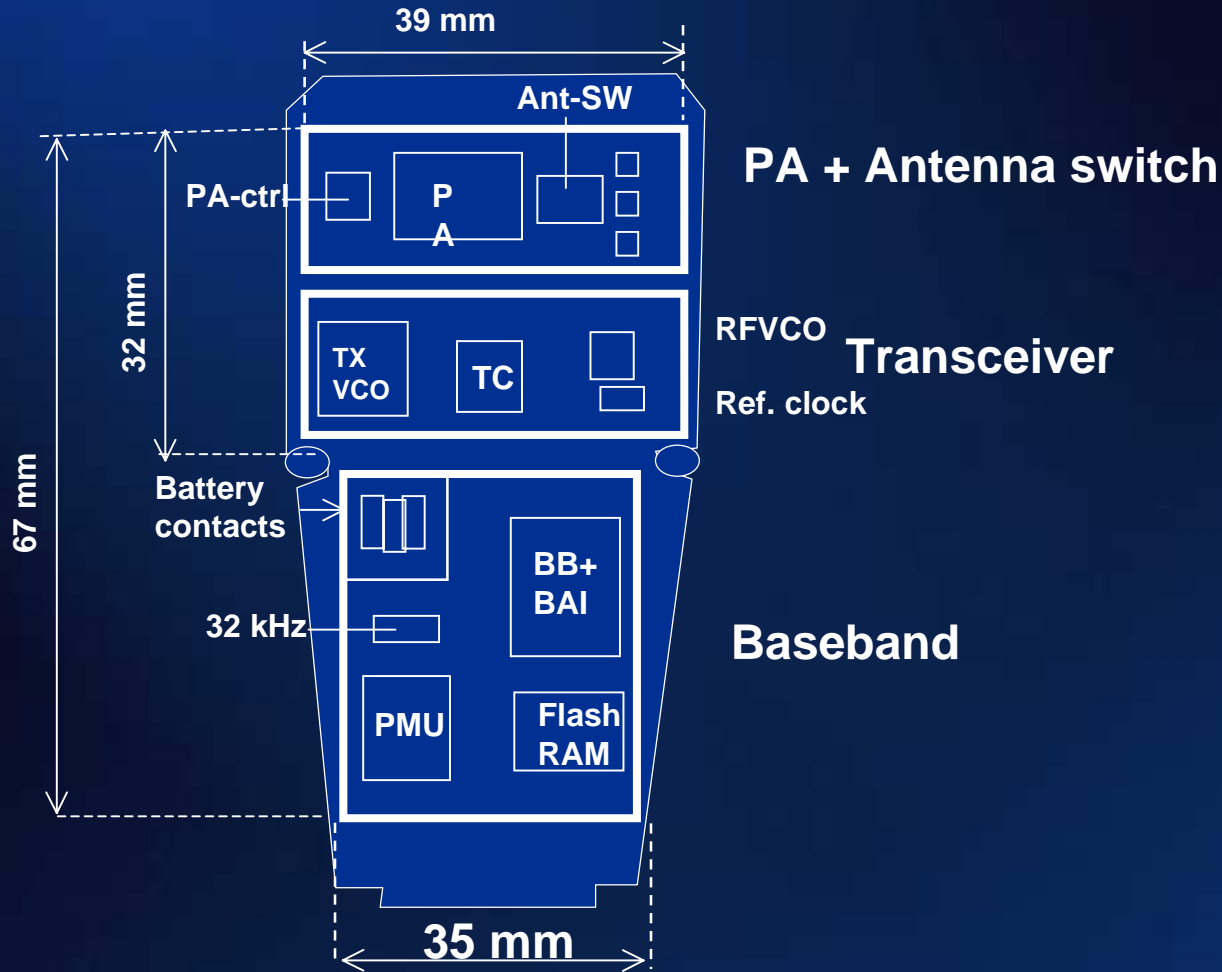 39 mm
Ant-SW
PA + Antenna switch
PA-ctrl
P
A
32 mm
RFVCO
Transceiver
TX
VCO
TC
Ref. clock
67 mm
Battery
contacts
BB+
BAI
32 kHz
Baseband
PMU
Flash
RAM
35 mm